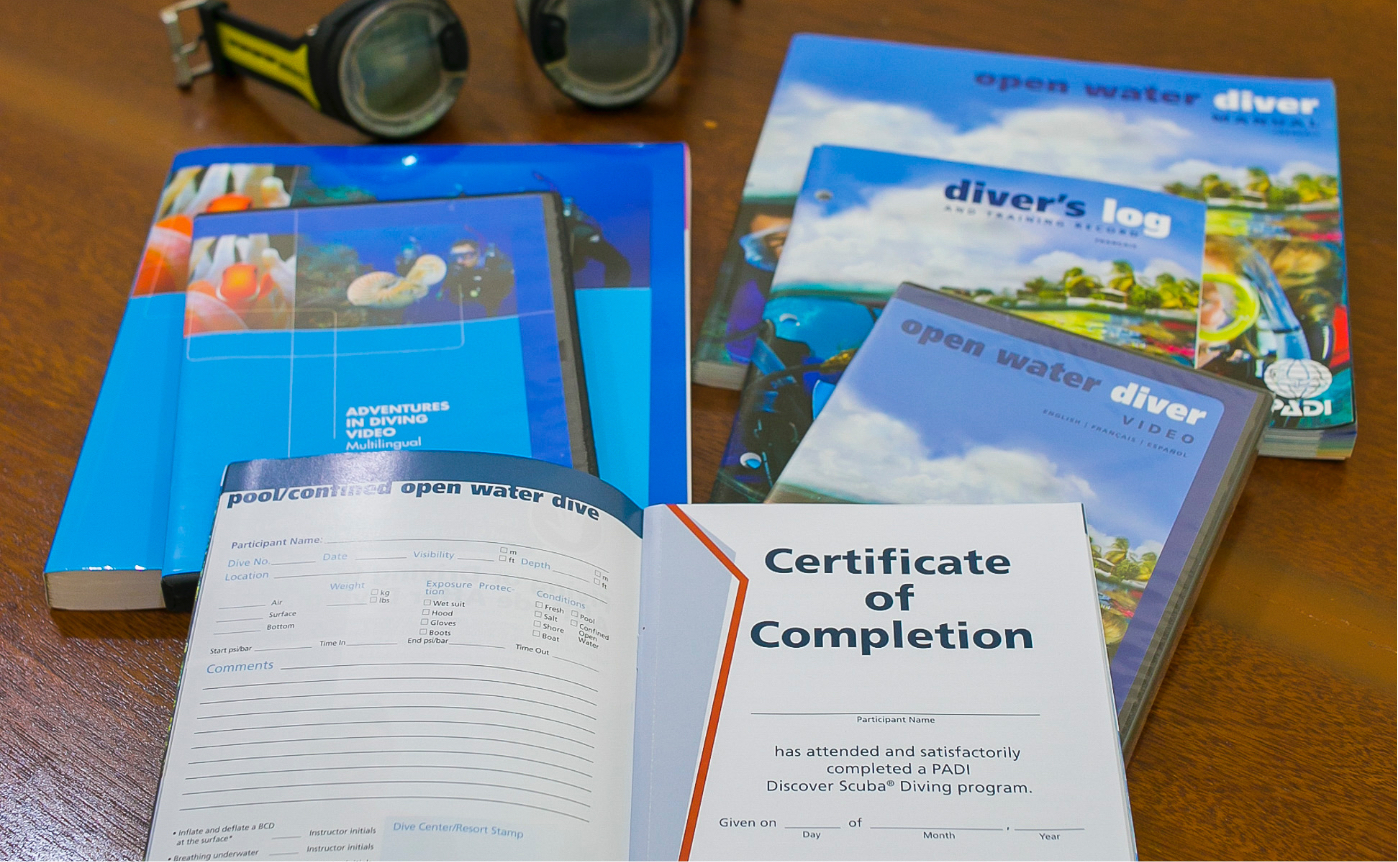 open water diver
MANUAL
diver's log
AND TRAINING RECORD
FRANÇAIS
PADI
open water diver
VIDEO
ENGLISH | FRANÇAIS | ESPAÑOL
ADVENTURES
IN DIVING
VIDEO
Multilingual
pool/confined open water dive
Participant Name:
Dive No. Date Visibility m ft Depth m ft
Location
Weight kg lbs
Exposure Protec-
tion
Wet suit
Hood
Gloves
Boots
Conditions
Fresh Pool
Salt Confined
Shore Open
Boat Water
Air
Surface
Bottom
Start psi/bar Time In End psi/bar Time Out
Comments
• Inflate and deflate a BCD
at the surface* Instructor Initials
• Breathing underwater Instructor Initials
Dive Center/Resort Stamp
Certificate
of
Completion
Participant Name
has attended and satisfactorily
completed a PADI
Discover Scuba® Diving program.
Given on of ,
Day Month Year